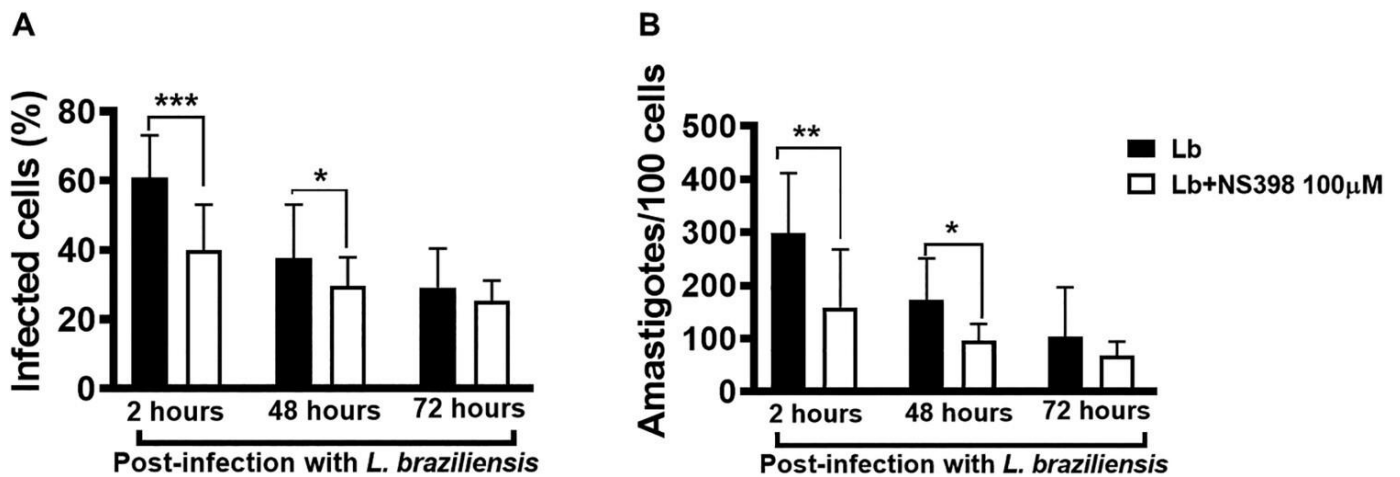 A
Infected cells (%)
80
60
40
20
0
***
*
2 hours 48 hours 72 hours
Post-infection with L. braziliensis
B
Amastigotes/100 cells
500
400
300
200
100
0
**
*
2 hours 48 hours 72 hours
Post-infection with L. braziliensis
Lb
Lb+NS398 100μM